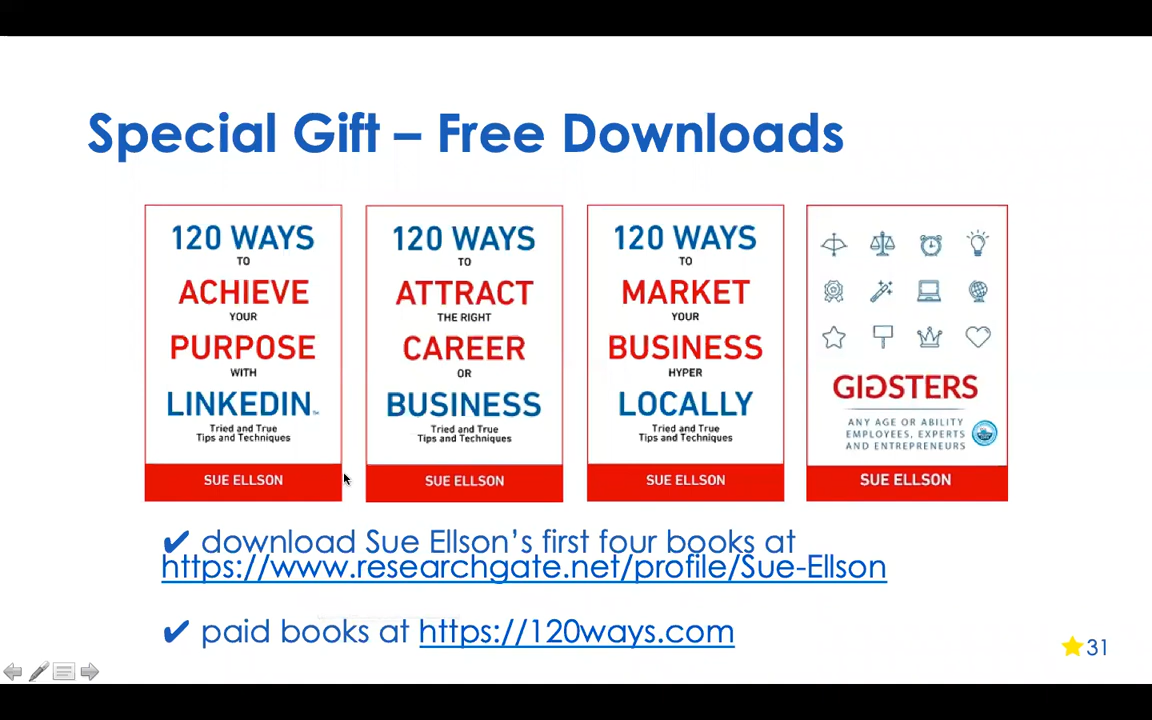 Special Gift – Free Downloads
120 WAYS
TO
ACHIEVE
YOUR
PURPOSE
WITH
LINKEDIN™
Tried and True
Tips and Techniques
SUE ELLSON
120 WAYS
TO
ATTRACT
THE RIGHT
CAREER
OR
BUSINESS
Tried and True
Tips and Techniques
SUE ELLSON
120 WAYS
TO
MARKET
YOUR
BUSINESS
HYPER
LOCALLY
Tried and True
Tips and Techniques
SUE ELLSON
GIGSTERS
ANY AGE OR ABILITY
EMPLOYEES, EXPERTS
AND ENTREPRENEURS
SUE ELLSON
✔ download Sue Ellson’s first four books at
https://www.researchgate.net/profile/Sue-Ellson
✔ paid books at https://120ways.com
31